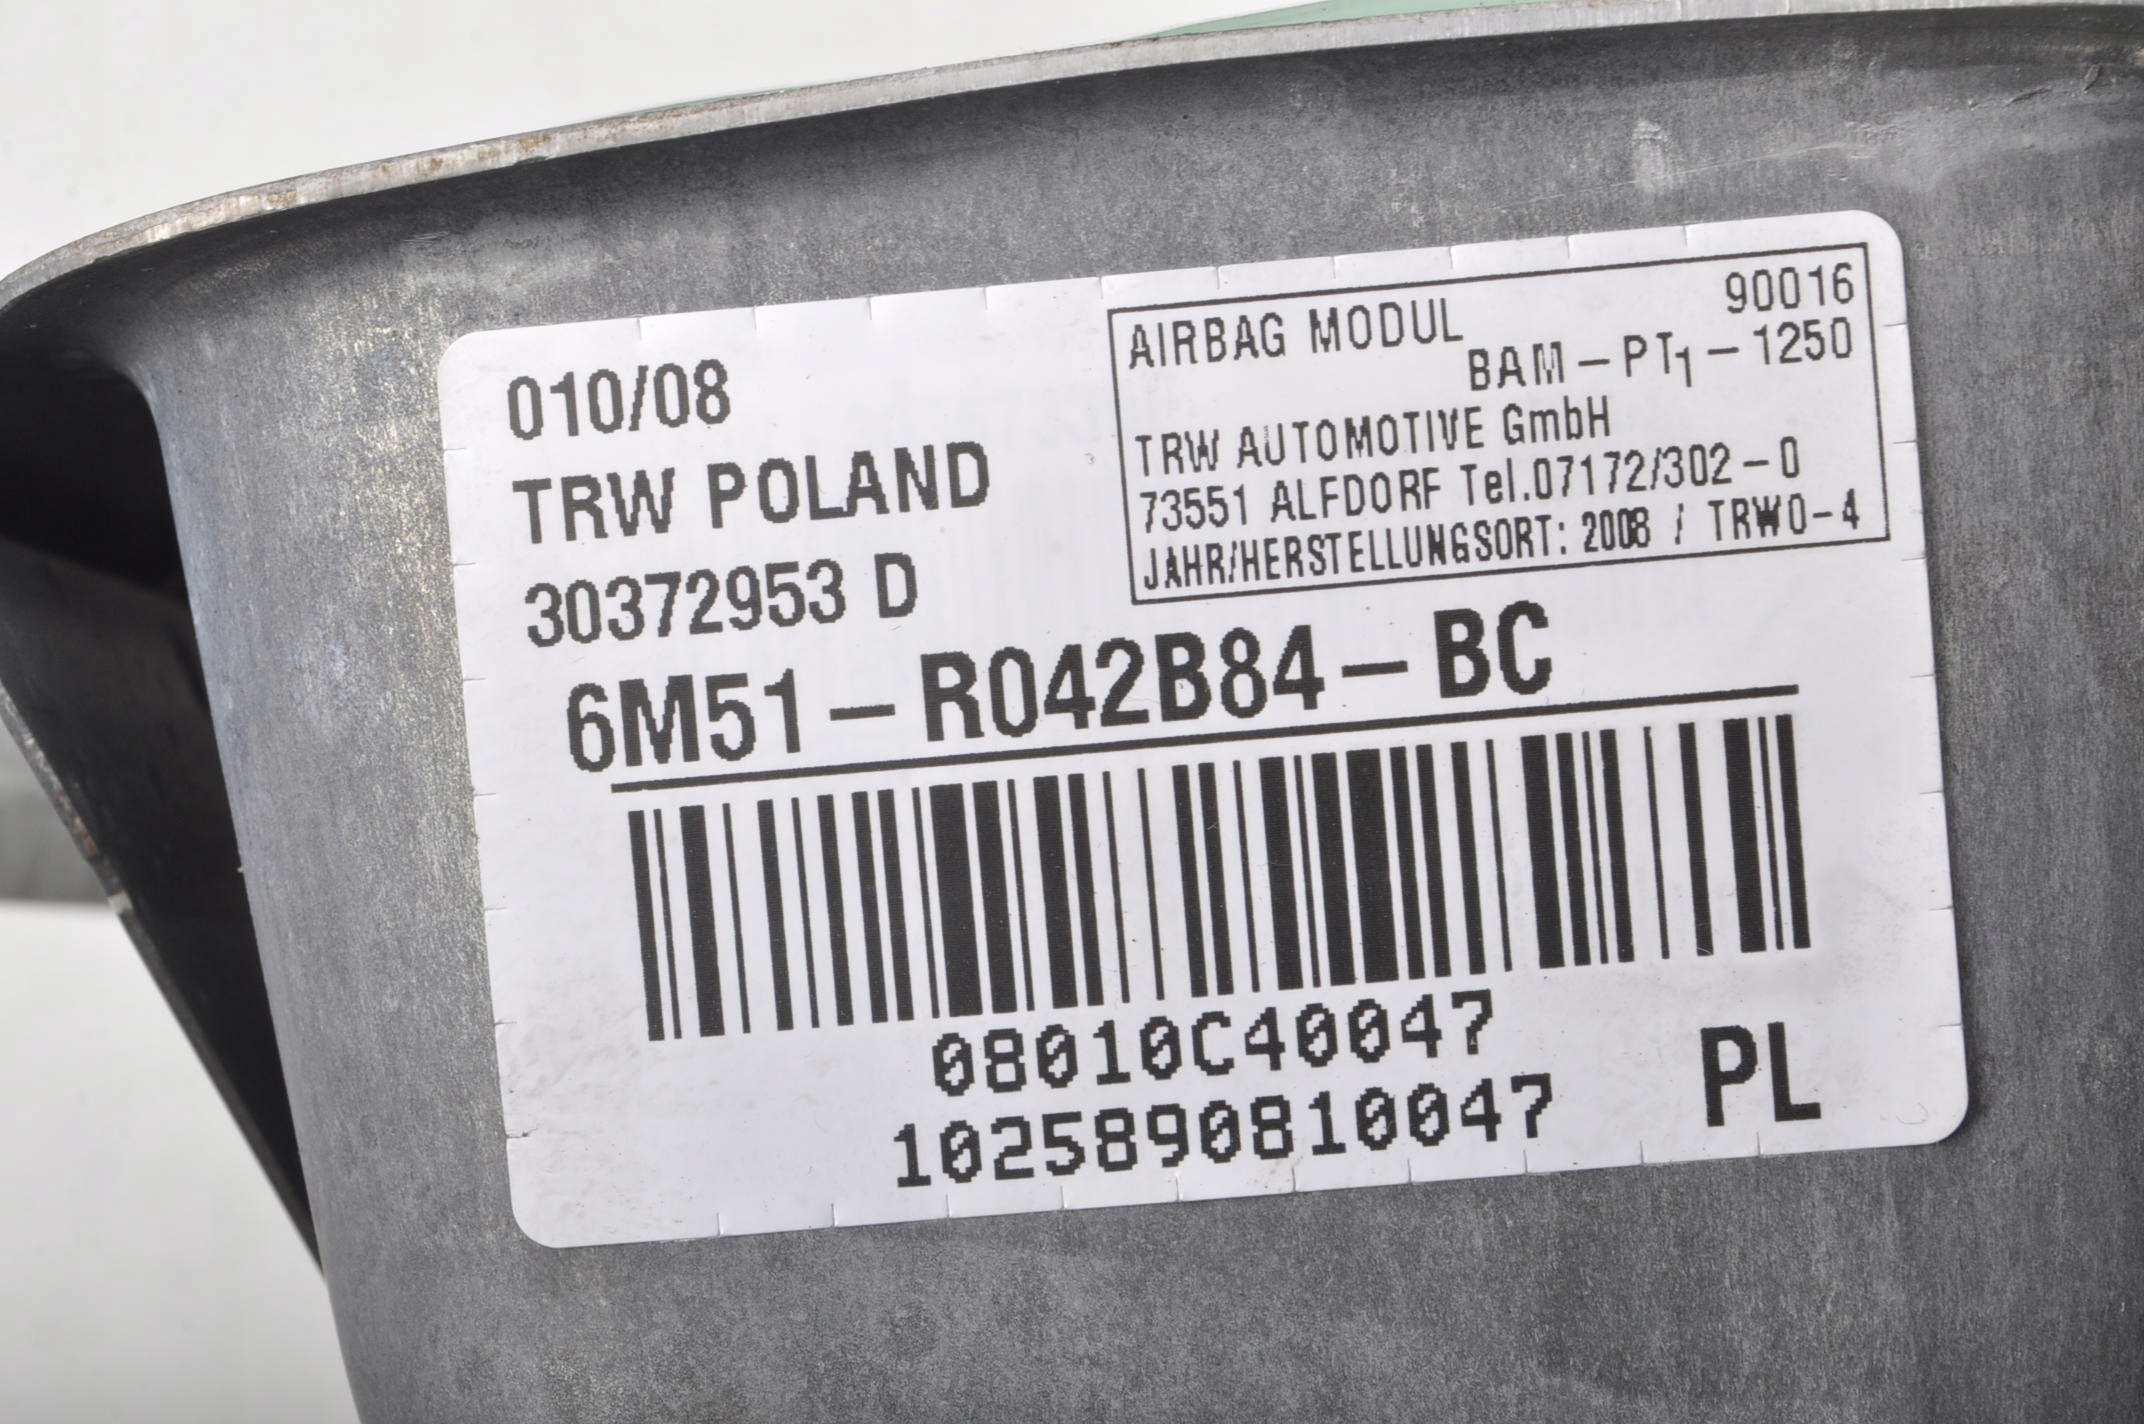 010/08
TRW POLAND
30372953 D
AIRBAG MODUL 90016
BAM-PT1-1250
TRW AUTOMOTIVE GmbH
73551 ALFDORF Tel.07172/302-0
JAHR/HERSTELLUNGSORT: 2008 / TRWO-4
6M51-R042B84-BC
08010C40047
1025890810047
PL